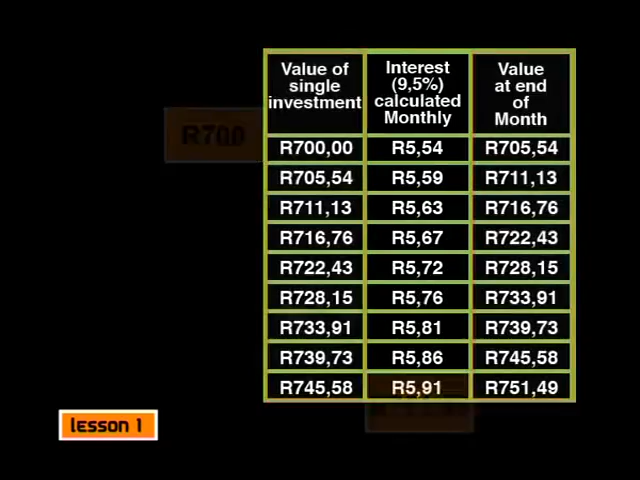 Value of single investment | Interest (9,5%) calculated Monthly | Value at end of Month
R700
R700,00 R5,54 R705,54
R705,54 R5,59 R711,13
R711,13 R5,63 R716,76
R716,76 R5,67 R722,43
R722,43 R5,72 R728,15
R728,15 R5,76 R733,91
R733,91 R5,81 R739,73
R739,73 R5,86 R745,58
R745,58 R5,91 R751,49
lesson 1